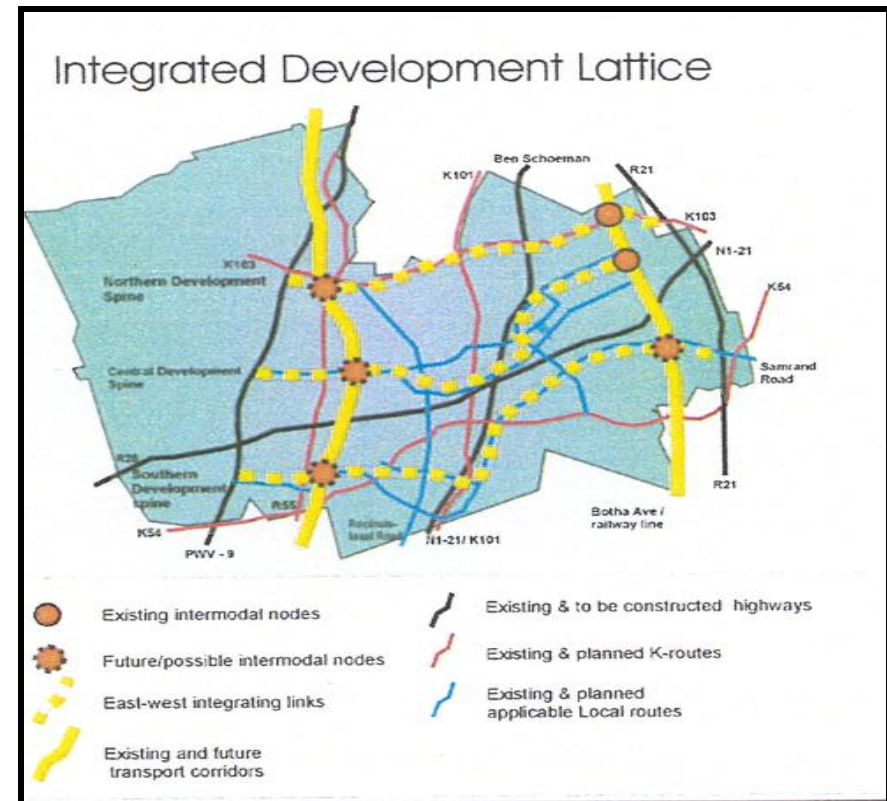 Integrated Development Lattice
Ben Schoeman
K101
R21
K103
N1-21
K103
Northern Development
Spine
K54
Central Development
Spine
Samrand
Road
R28
Southern
Development
spine
R55
R21
Botha Ave /
railway line
K54
N1-21/ K101
PWV - 9
Existing intermodal nodes
Future/possible intermodal nodes
East-west integrating links
Existing and future
transport corridors
Existing & to be constructed highways
Existing & planned K-routes
Existing & planned
applicable Local routes